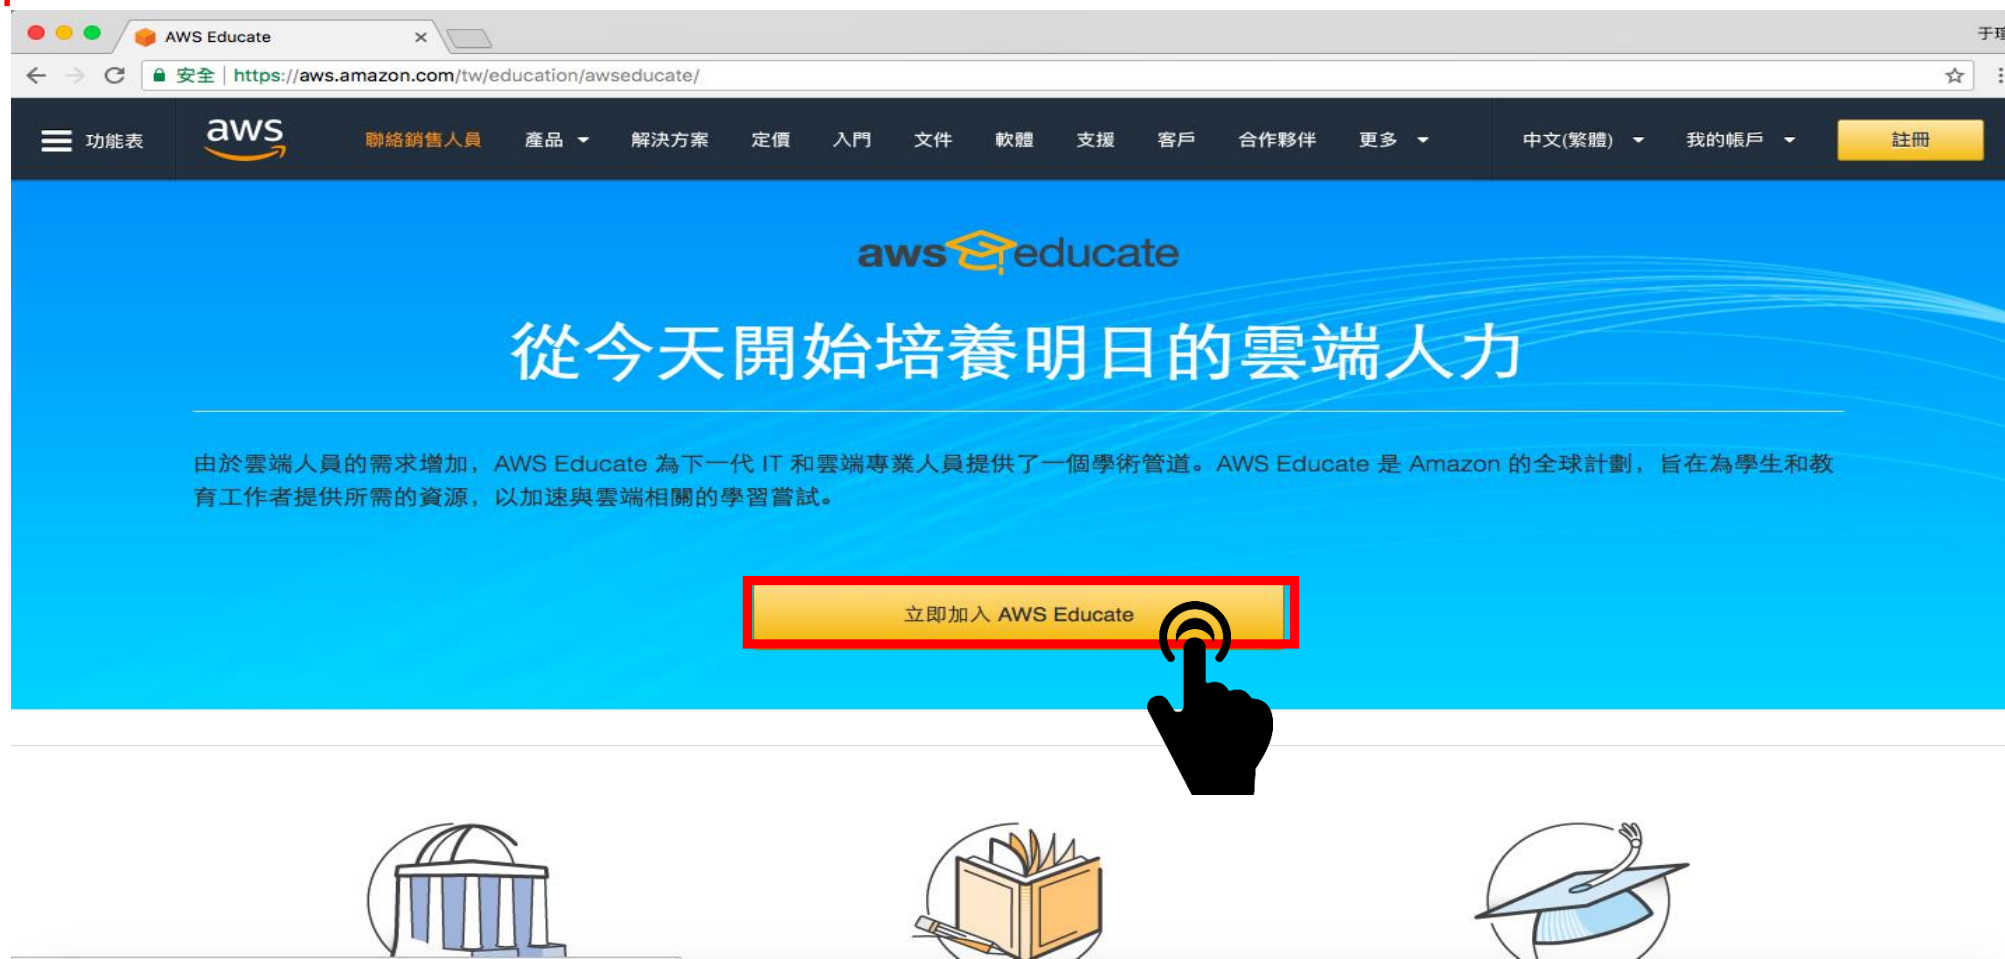 AWS Educate
于瑄
安全 | https://aws.amazon.com/tw/education/awseducate/
功能表 aws 聯絡銷售人員 產品 解決方案 定價 入門 文件 軟體 支援 客戶 合作夥伴 更多 中文(繁體) 我的帳戶 註冊
aws educate
從今天開始培養明日的雲端人力
由於雲端人員的需求增加，AWS Educate 為下一代 IT 和雲端專業人員提供了一個學術管道。AWS Educate 是 Amazon 的全球計劃，旨在為學生和教
育工作者提供所需的資源，以加速與雲端相關的學習嘗試。
立即加入 AWS Educate